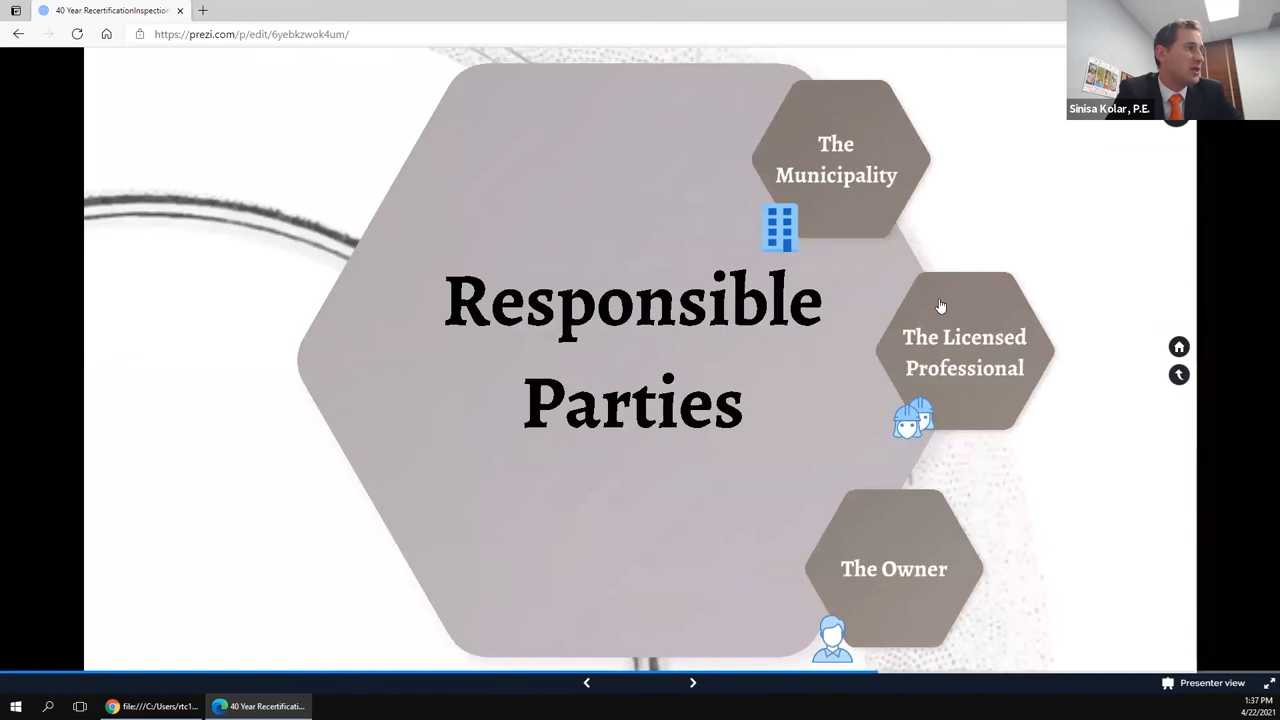 40 Year RecertificationInspection
https://prezi.com/p/edit/6yebkzwok4um/
Sinisa Kolar, P.E.
The
Municipality
Responsible
Parties
The Licensed
Professional
The Owner
Presenter view
file:///C:/Users/rtc1...
40 Year Recertificati...
1:37 PM
4/22/2021